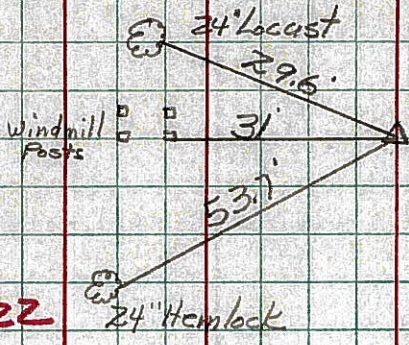 24" Locust
29.6'
windmill
Posts
31'
53.7'
22
24" Hemlock